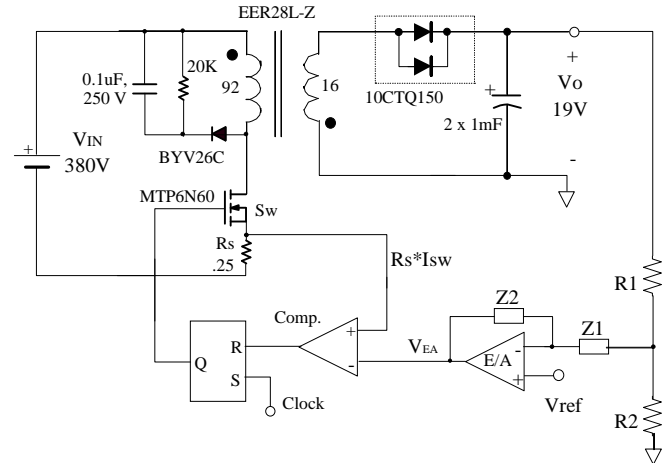 EER28L-Z
0.1uF,
250 V
20K
92
16
10CTQ150
+
+
Vo
19V
-
2 x 1mF
+
VIN
380V
BYV26C
MTP6N60
Sw
Rs
.25
Rs*Isw
R1
Z2
Z1
Comp.
+
-
VEA
E/A
-
+
R
Q
S
Clock
Vref
R2